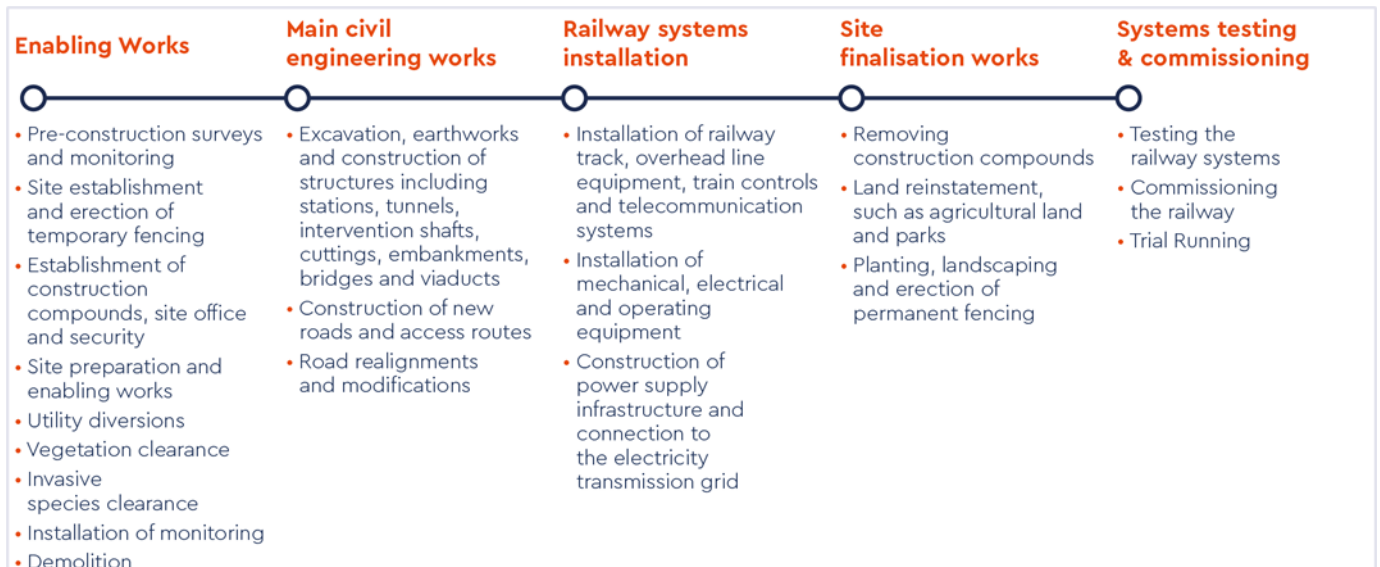 Enabling Works
• Pre-construction surveys
and monitoring
• Site establishment
and erection of
temporary fencing
• Establishment of
construction
compounds, site office
and security
• Site preparation and
enabling works
• Utility diversions
• Vegetation clearance
• Invasive
species clearance
• Installation of monitoring
• Demolition
Main civil
engineering works
• Excavation, earthworks
and construction of
structures including
stations, tunnels,
intervention shafts,
cuttings, embankments,
bridges and viaducts
• Construction of new
roads and access routes
• Road realignments
and modifications
Railway systems
installation
• Installation of railway
track, overhead line
equipment, train controls
and telecommunication
systems
• Installation of
mechanical, electrical
and operating
equipment
• Construction of
power supply
infrastructure and
connection to
the electricity
transmission grid
Site
finalisation works
• Removing
construction compounds
• Land reinstatement,
such as agricultural land
and parks
• Planting, landscaping
and erection of
permanent fencing
Systems testing
& commissioning
• Testing the
railway systems
• Commissioning
the railway
• Trial Running